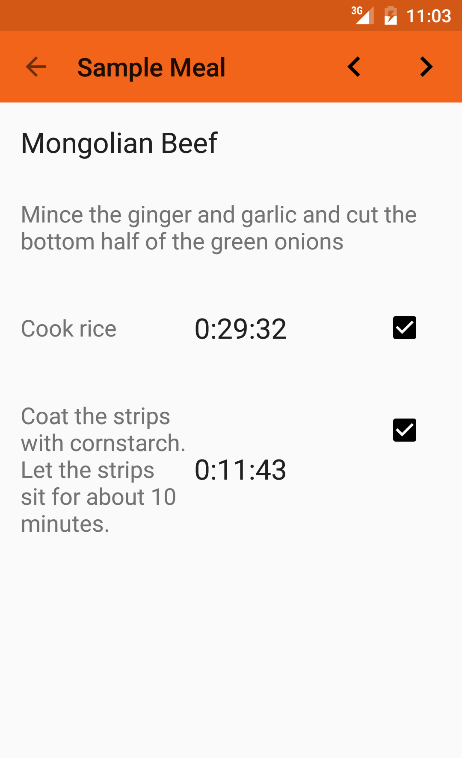 3G 11:03
Sample Meal
Mongolian Beef
Mince the ginger and garlic and cut the
bottom half of the green onions
Cook rice 0:29:32
Coat the strips
with cornstarch.
Let the strips
sit for about 10
minutes.
0:11:43